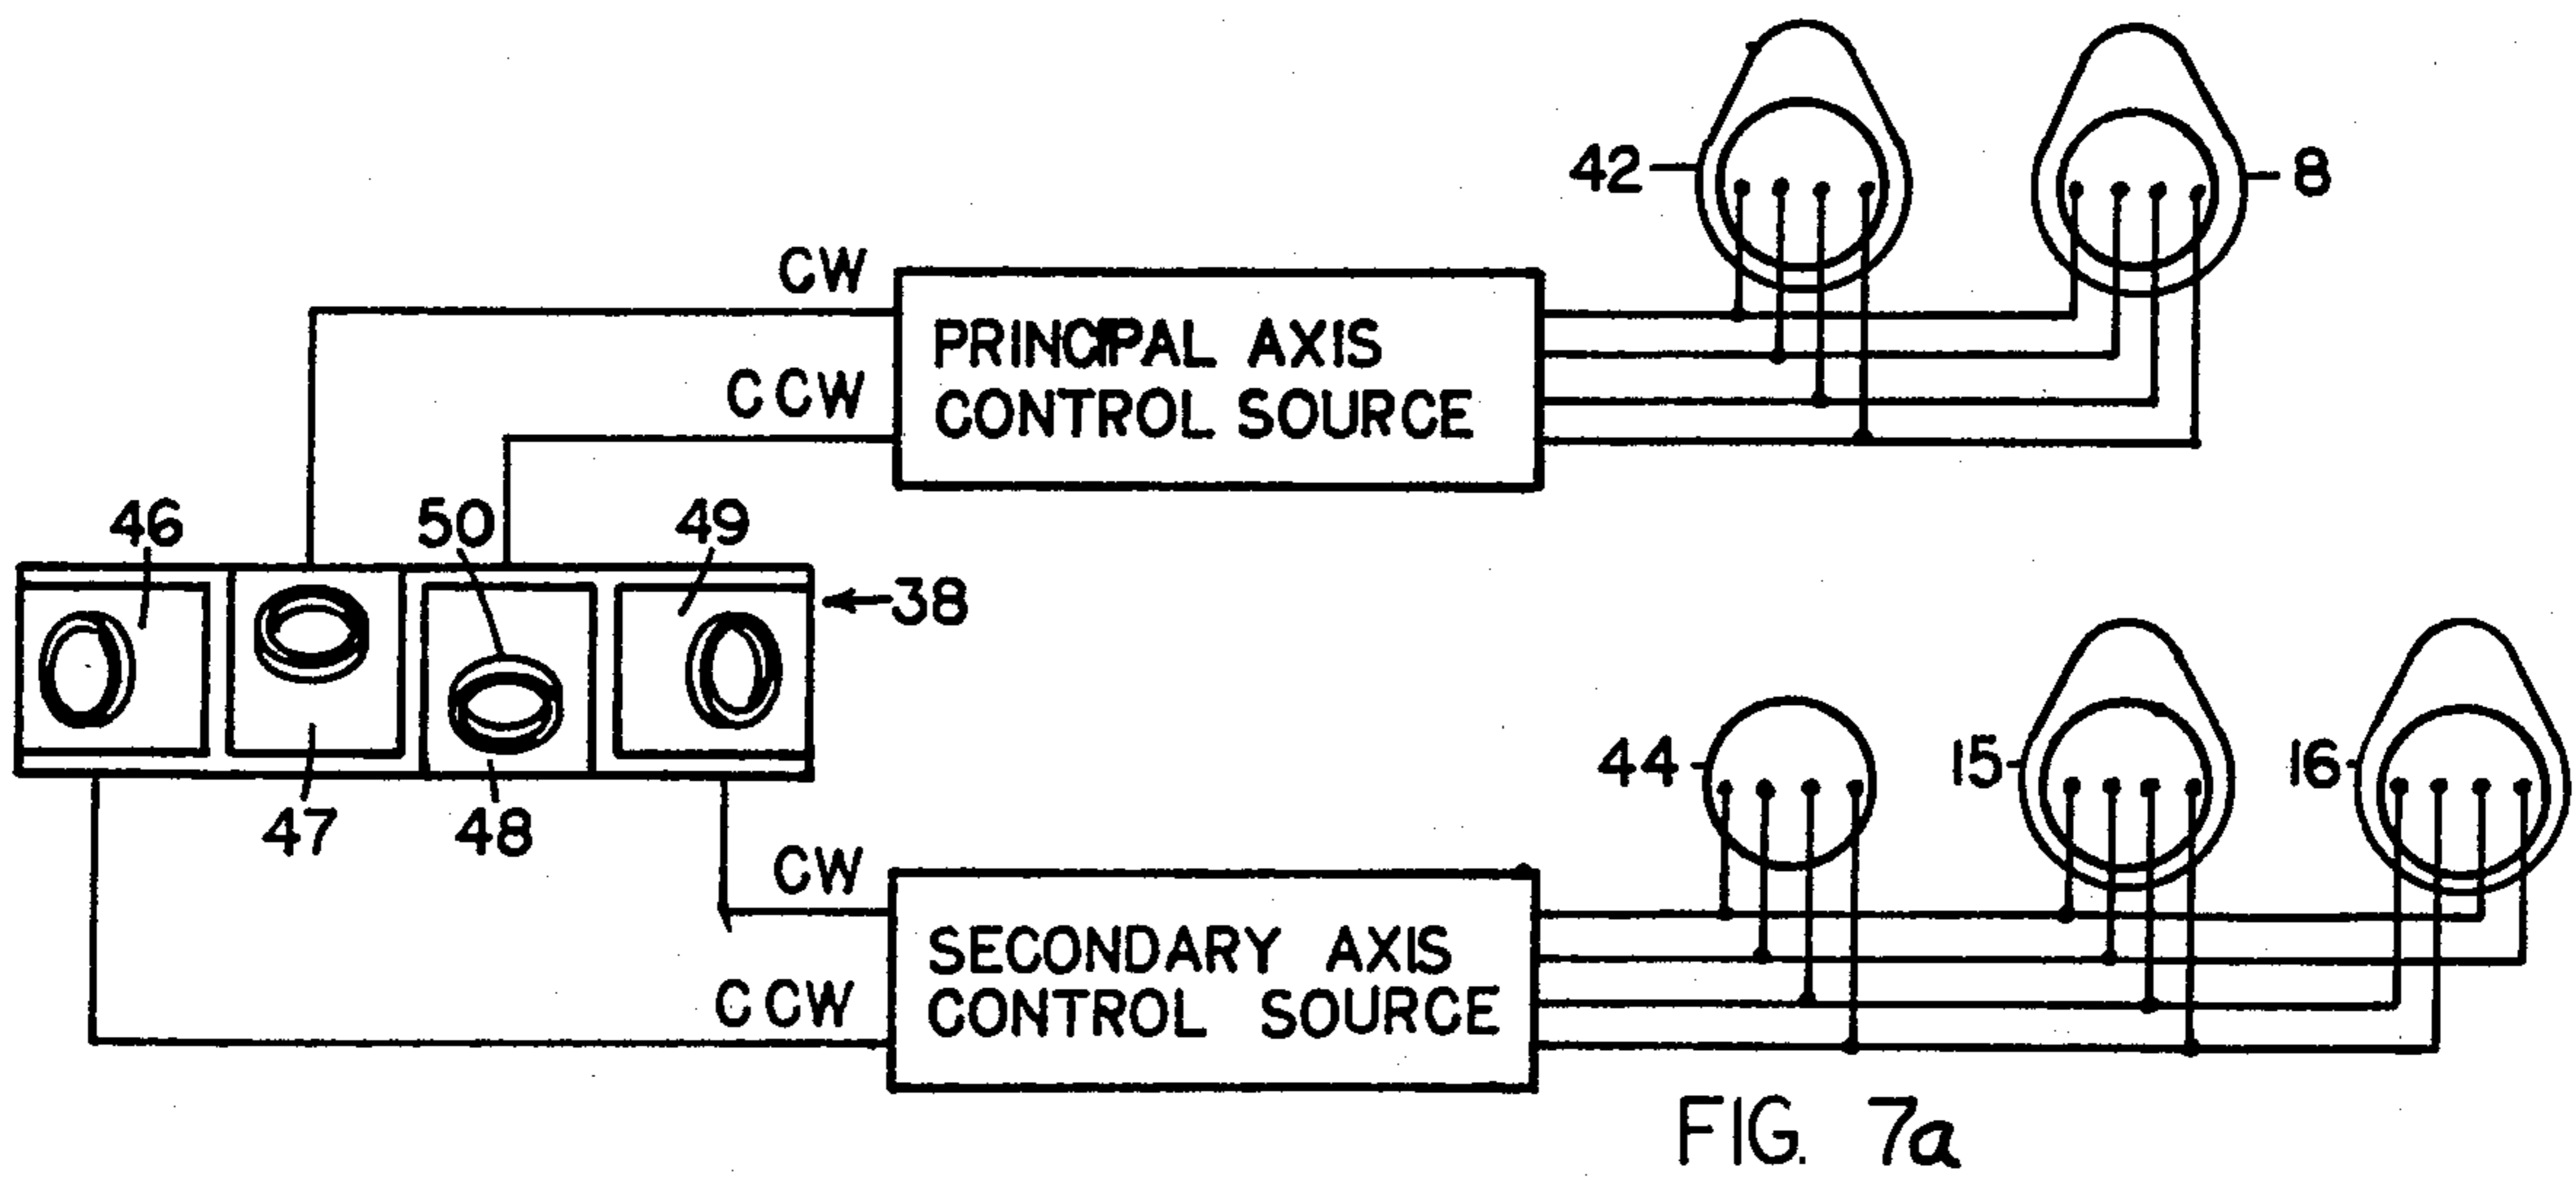 42
8
CW
PRINCIPAL AXIS
CONTROL SOURCE
CCW
46
50
49
38
47
48
44
15
16
CW
SECONDARY AXIS
CONTROL SOURCE
CCW
FIG. 7a